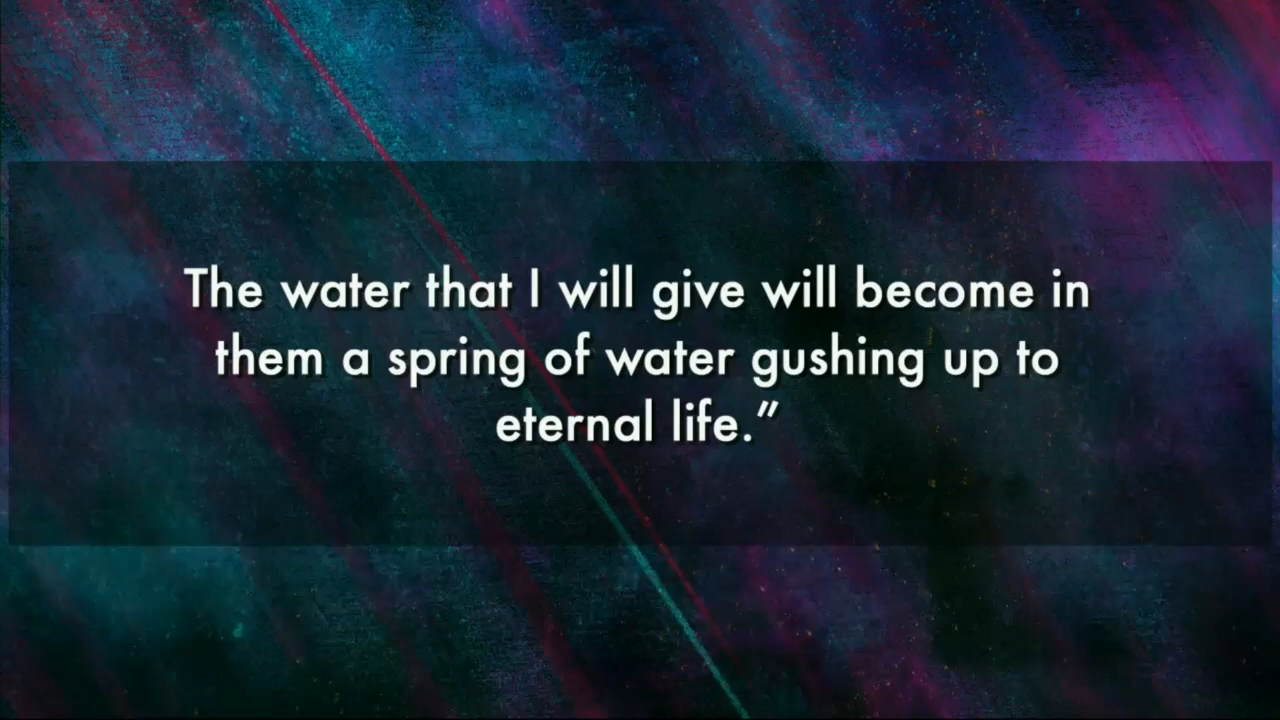 The water that I will give will become in
them a spring of water gushing up to
eternal life.”